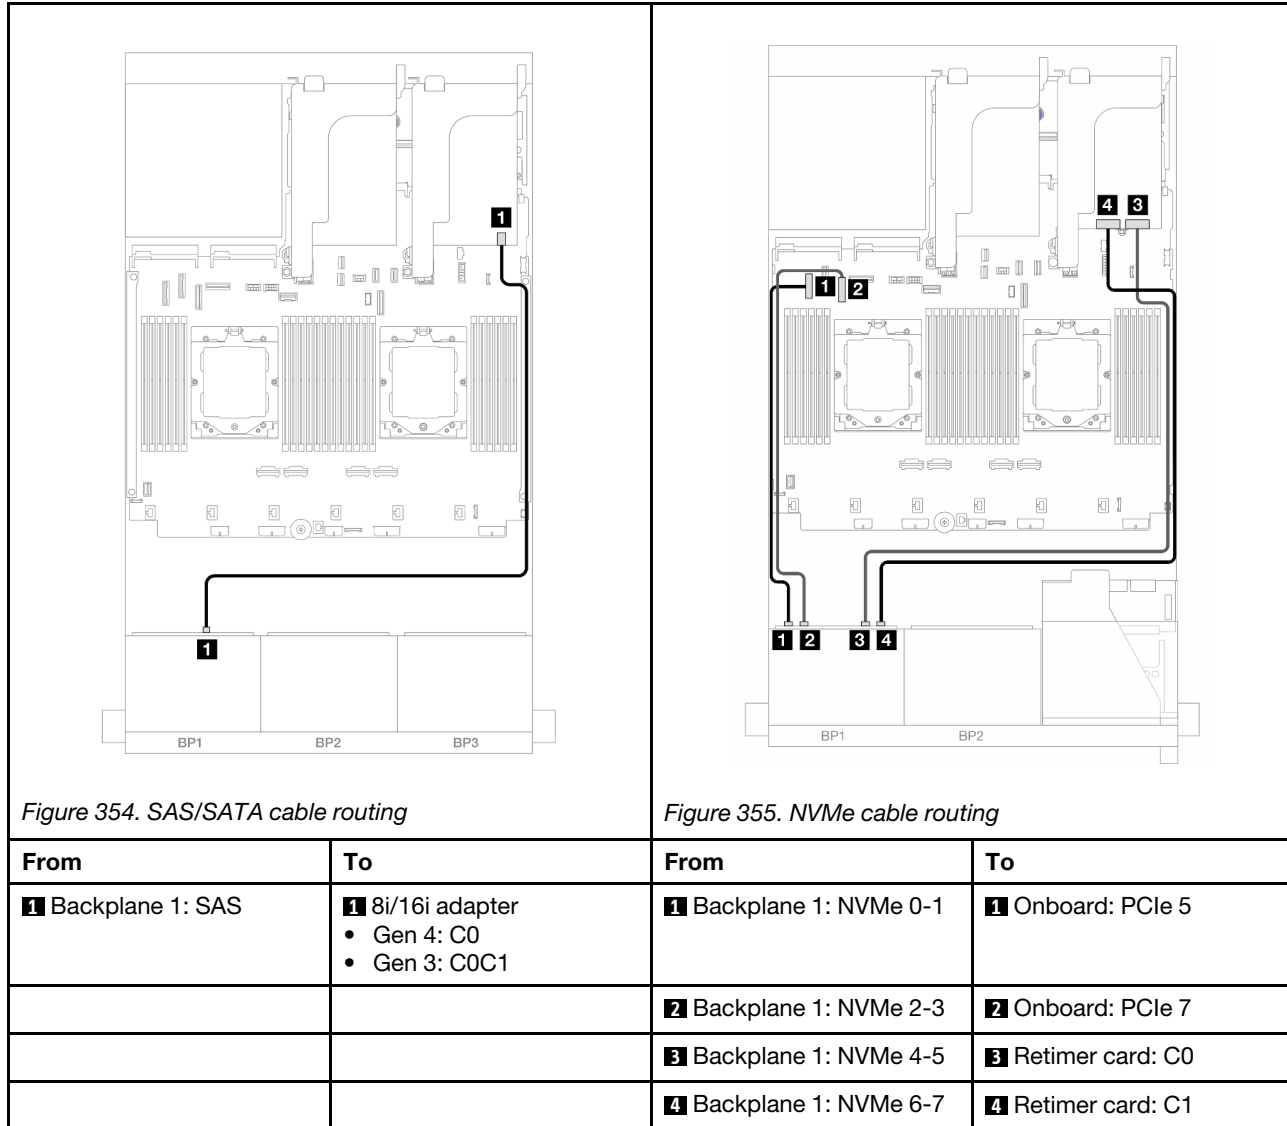 1
1
BP1
BP2
BP3
Figure 354. SAS/SATA cable routing
4
3
1
2
1
2
3
4
BP1
BP2
Figure 355. NVMe cable routing
From
To
From
To
1 Backplane 1: SAS
1 8i/16i adapter
• Gen 4: C0
• Gen 3: C0C1
1 Backplane 1: NVMe 0-1
1 Onboard: PCIe 5
2 Backplane 1: NVMe 2-3
2 Onboard: PCIe 7
3 Backplane 1: NVMe 4-5
3 Retimer card: C0
4 Backplane 1: NVMe 6-7
4 Retimer card: C1